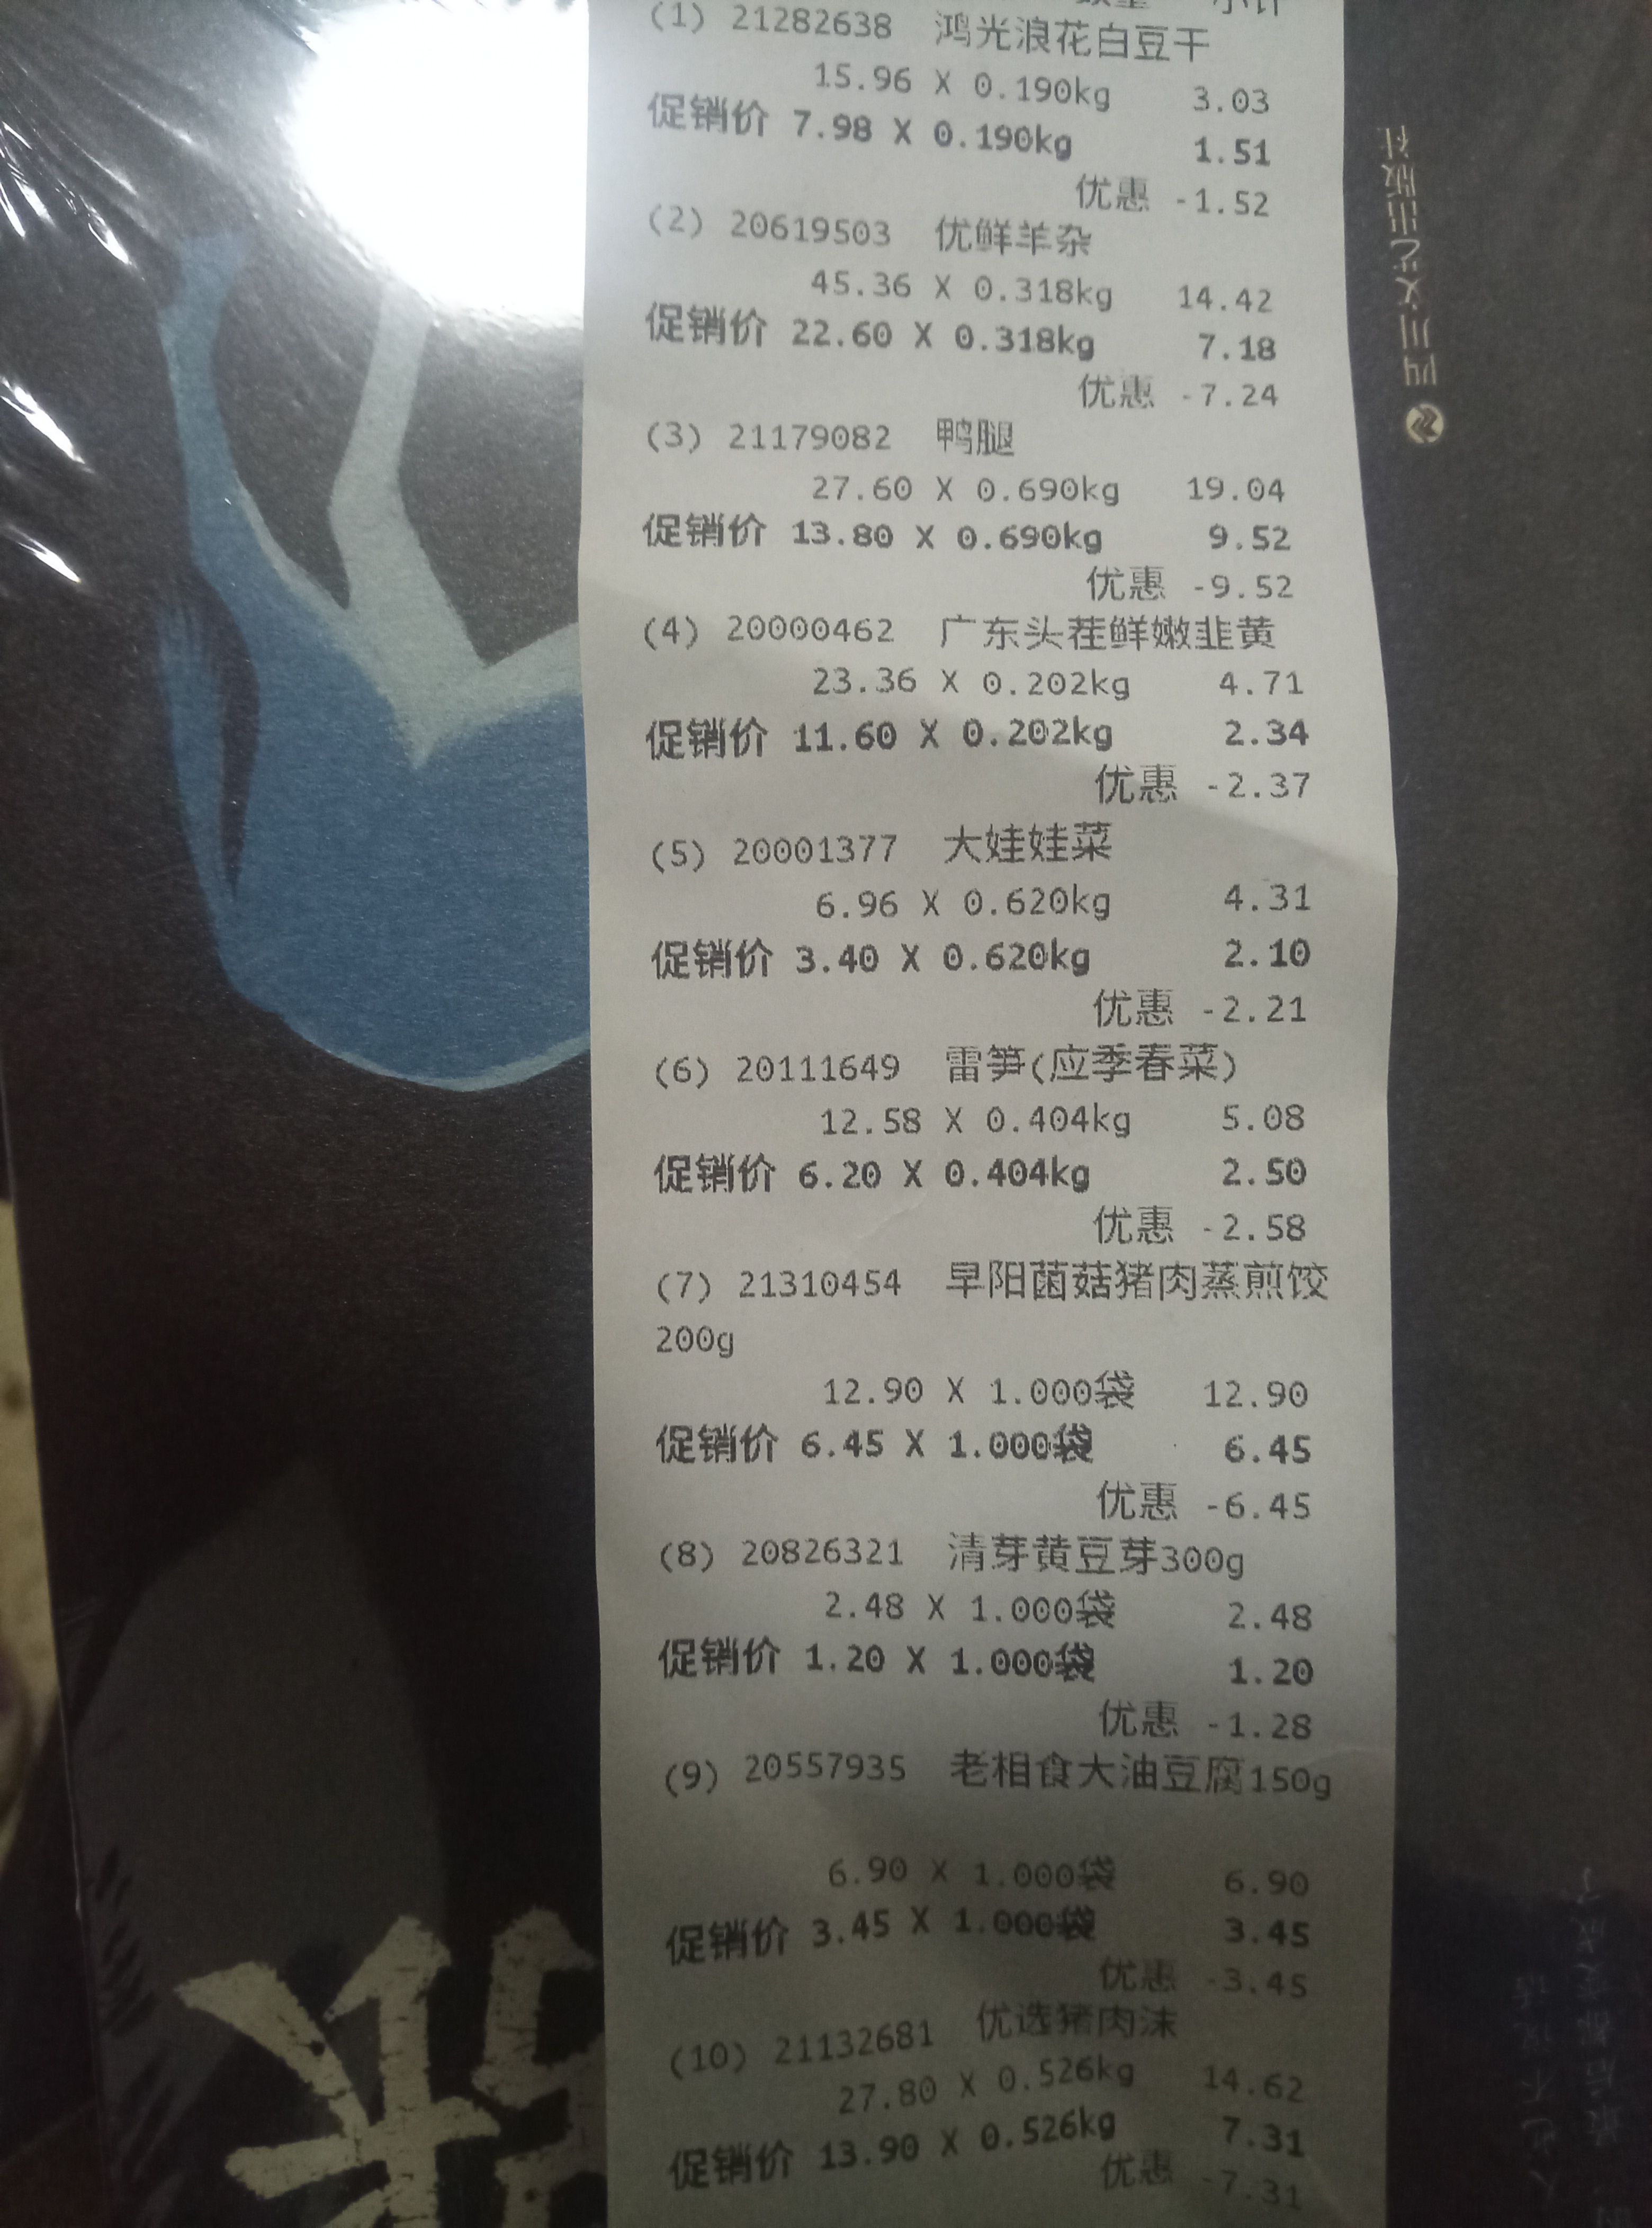 (1) 21282638 鸿光浪花白豆干
15.96 X 0.190kg 3.03
促销价 7.98 X 0.190kg 1.51
优惠 -1.52
(2) 20619503 优鲜羊杂
45.36 X 0.318kg 14.42
促销价 22.60 X 0.318kg 7.18
优惠 -7.24
(3) 21179082 鸭腿
27.60 X 0.690kg 19.04
促销价 13.80 X 0.690kg 9.52
优惠 -9.52
(4) 20000462 广东头茬鲜嫩韭黄
23.36 X 0.202kg 4.71
促销价 11.60 X 0.202kg 2.34
优惠 -2.37
(5) 20001377 大娃娃菜
6.96 X 0.620kg 4.31
促销价 3.40 X 0.620kg 2.10
优惠 -2.21
(6) 20111649 雷笋(应季春菜)
12.58 X 0.404kg 5.08
促销价 6.20 X 0.404kg 2.50
优惠 -2.58
(7) 21310454 早阳菌菇猪肉蒸煎饺
200g
12.90 X 1.000袋 12.90
促销价 6.45 X 1.000袋 6.45
优惠 -6.45
(8) 20826321 清芽黄豆芽300g
2.48 X 1.000袋 2.48
促销价 1.20 X 1.000袋 1.20
优惠 -1.28
(9) 20557935 老相食大油豆腐150g
6.90 X 1.000袋 6.90
促销价 3.45 X 1.000袋 3.45
优惠 -3.45
(10) 21132681 优选猪肉沫
27.80 X 0.526kg 14.62
促销价 13.90 X 0.526kg 7.31
优惠 -7.31
四川文艺出版社